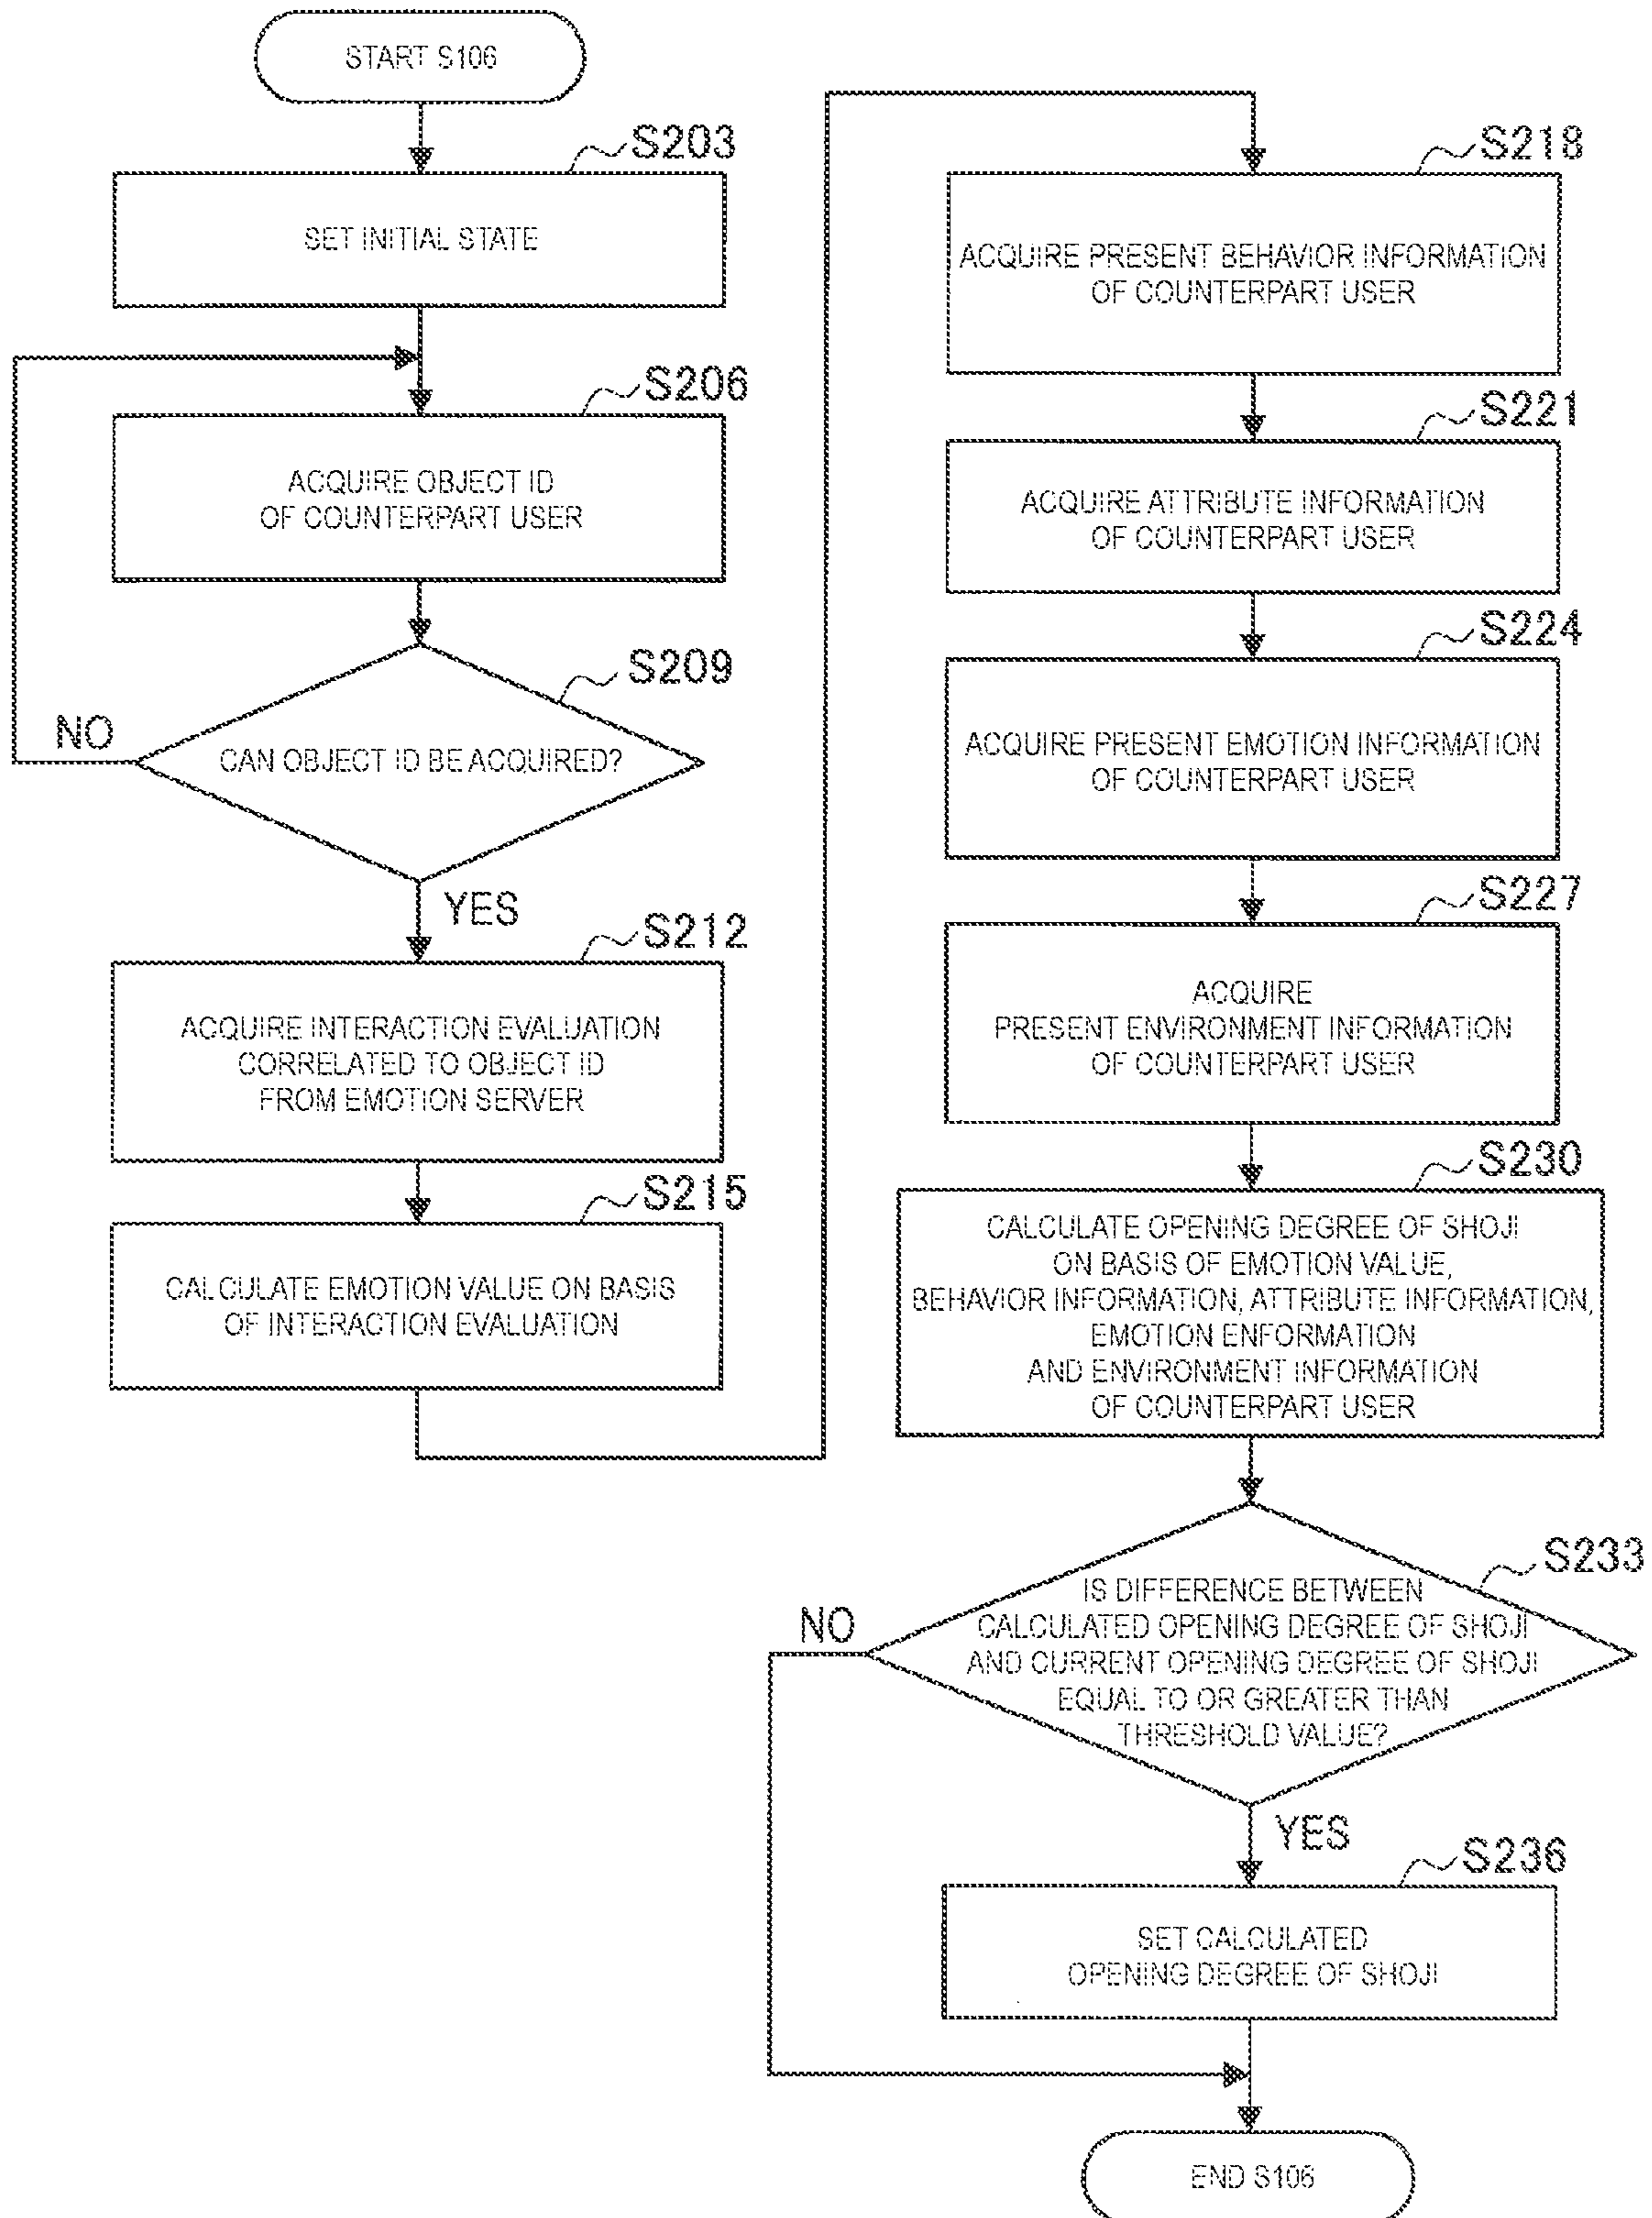 START S106
S203
SET INITIAL STATE
S206
ACQUIRE OBJECT ID
OF COUNTERPART USER
S209
CAN OBJECT ID BE ACQUIRED?
NO
YES
S212
ACQUIRE INTERACTION EVALUATION
CORRELATED TO OBJECT ID
FROM EMOTION SERVER
S215
CALCULATE EMOTION VALUE ON BASIS
OF INTERACTION EVALUATION
S218
ACQUIRE PRESENT BEHAVIOR INFORMATION
OF COUNTERPART USER
S221
ACQUIRE ATTRIBUTE INFORMATION
OF COUNTERPART USER
S224
ACQUIRE PRESENT EMOTION INFORMATION
OF COUNTERPART USER
S227
ACQUIRE
PRESENT ENVIRONMENT INFORMATION
OF COUNTERPART USER
S230
CALCULATE OPENING DEGREE OF SHOJI
ON BASIS OF EMOTION VALUE,
BEHAVIOR INFORMATION, ATTRIBUTE INFORMATION,
EMOTION ENFORMATION
AND ENVIRONMENT INFORMATION
OF COUNTERPART USER
S233
IS DIFFERENCE BETWEEN
CALCULATED OPENING DEGREE OF SHOJI
AND CURRENT OPENING DEGREE OF SHOJI
EQUAL TO OR GREATER THAN
THRESHOLD VALUE?
NO
YES
S236
SET CALCULATED
OPENING DEGREE OF SHOJI
END S106